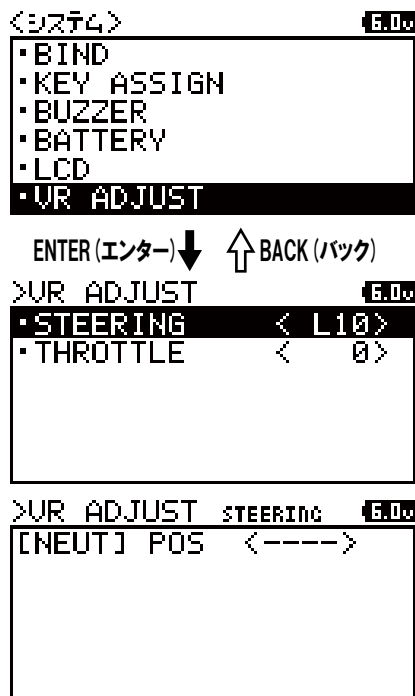 <システム> 6.0v
・BIND
・KEY ASSIGN
・BUZZER
・BATTERY
・LCD
・VR ADJUST
ENTER (エンター) BACK (バック)
>VR ADJUST 6.0v
・STEERING < L10>
・THROTTLE < 0>
>VR ADJUST STEERING 6.0v
[NEUT] POS <---->